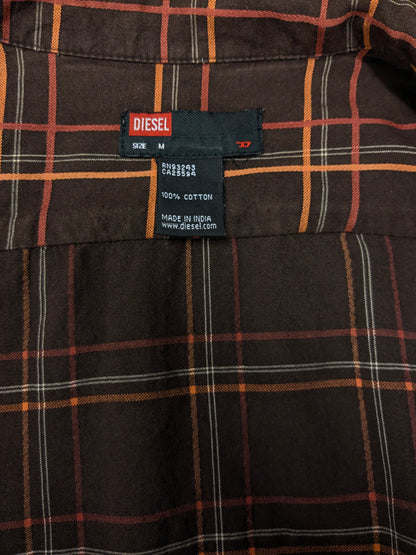 DIESEL
SIZE M
RN93243
CA25594
100% COTTON
MADE IN INDIA
www.diesel.com